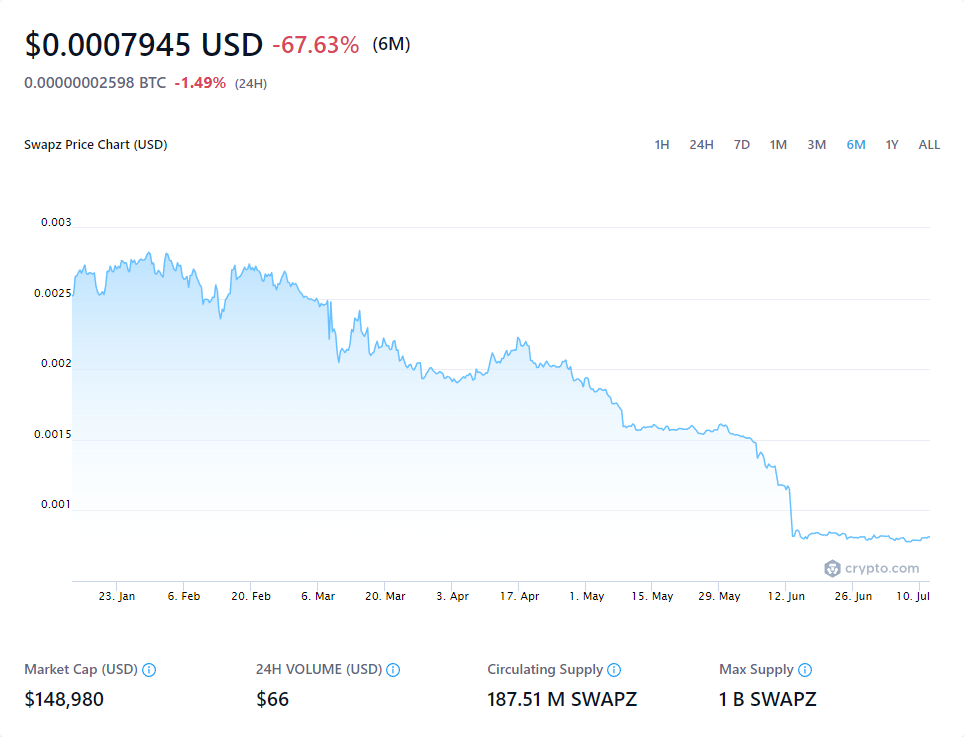 $0.0007945 USD -67.63% (6M)
0.00000002598 BTC -1.49% (24H)
Swapz Price Chart (USD) 1H 24H 7D 1M 3M 6M 1Y ALL
0.003
0.0025
0.002
0.0015
0.001
crypto.com
23. Jan 6. Feb 20. Feb 6. Mar 20. Mar 3. Apr 17. Apr 1. May 15. May 29. May 12. Jun 26. Jun 10. Jul
Market Cap (USD) 24H VOLUME (USD) Circulating Supply Max Supply
$148,980 $66 187.51 M SWAPZ 1 B SWAPZ